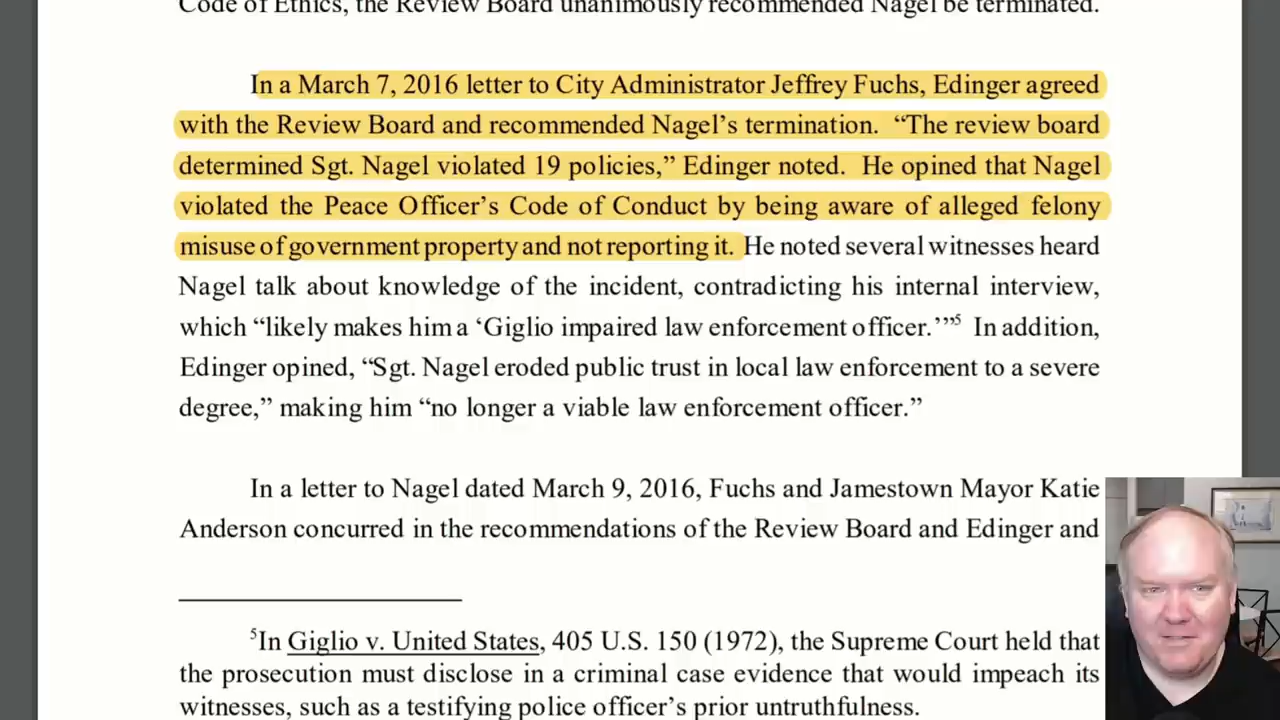 Code of Ethics, the Review Board unanimously recommended Nagel be terminated.
In a March 7, 2016 letter to City Administrator Jeffrey Fuchs, Edinger agreed
with the Review Board and recommended Nagel’s termination.  “The review board
determined Sgt. Nagel violated 19 policies,” Edinger noted.  He opined that Nagel
violated the Peace Officer’s Code of Conduct by being aware of alleged felony
misuse of government property and not reporting it.  He noted several witnesses heard
Nagel talk about knowledge of the incident, contradicting his internal interview,
which “likely makes him a ‘Giglio impaired law enforcement officer.’”5  In addition,
Edinger opined, “Sgt. Nagel eroded public trust in local law enforcement to a severe
degree,” making him “no longer a viable law enforcement officer.”
In a letter to Nagel dated March 9, 2016, Fuchs and Jamestown Mayor Katie
Anderson concurred in the recommendations of the Review Board and Edinger and
5In Giglio v. United States, 405 U.S. 150 (1972), the Supreme Court held that
the prosecution must disclose in a criminal case evidence that would impeach its
witnesses, such as a testifying police officer’s prior untruthfulness.